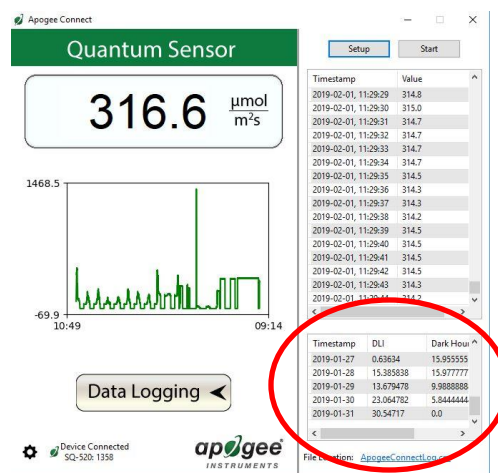 Apogee Connect
Quantum Sensor
316.6 µmol
m²s
1468.5
-69.9
10:49 09:14
Data Logging
Device Connected
SQ-520: 1358
apogee
INSTRUMENTS
Setup Start
Timestamp Value
2019-02-01, 11:29:29 314.8
2019-02-01, 11:29:30 315.0
2019-02-01, 11:29:31 314.7
2019-02-01, 11:29:32 314.7
2019-02-01, 11:29:33 314.7
2019-02-01, 11:29:34 314.7
2019-02-01, 11:29:35 314.5
2019-02-01, 11:29:36 314.3
2019-02-01, 11:29:37 314.3
2019-02-01, 11:29:38 314.2
2019-02-01, 11:29:39 314.5
2019-02-01, 11:29:40 314.5
2019-02-01, 11:29:41 314.5
2019-02-01, 11:29:42 314.5
2019-02-01, 11:29:43 314.3
2019-02-01, 11:29:44 314.2
Timestamp DLI Dark Hour
2019-01-27 0.63634 15.955555
2019-01-28 15.385838 15.977777
2019-01-29 13.679478 9.9888888
2019-01-30 23.064782 5.8444444
2019-01-31 30.54717 0.0
File Location: ApogeeConnectLog.c